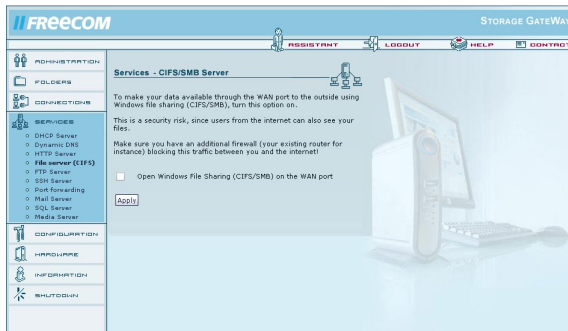 FREECOM
STORAGE GATEWAY
ASSISTANT
LOGOUT
HELP
CONTACT
ADMINISTRATION
FOLDERS
CONNECTIONS
SERVICES
DHCP Server
Dynamic DNS
HTTP Server
File server (CIFS)
FTP Server
SSH Server
Port forwarding
Mail Server
SQL Server
Media Server
CONFIGURATION
HARDWARE
INFORMATION
SHUTDOWN
Services - CIFS/SMB Server
To make your data available through the WAN port to the outside using
Windows file sharing (CIFS/SMB), turn this option on.
This is a security risk, since users from the internet can also see your
files.
Make sure you have an additional firewall (your existing router for
instance) blocking this traffic between you and the internet!
Open Windows File Sharing (CIFS/SMB) on the WAN port
Apply